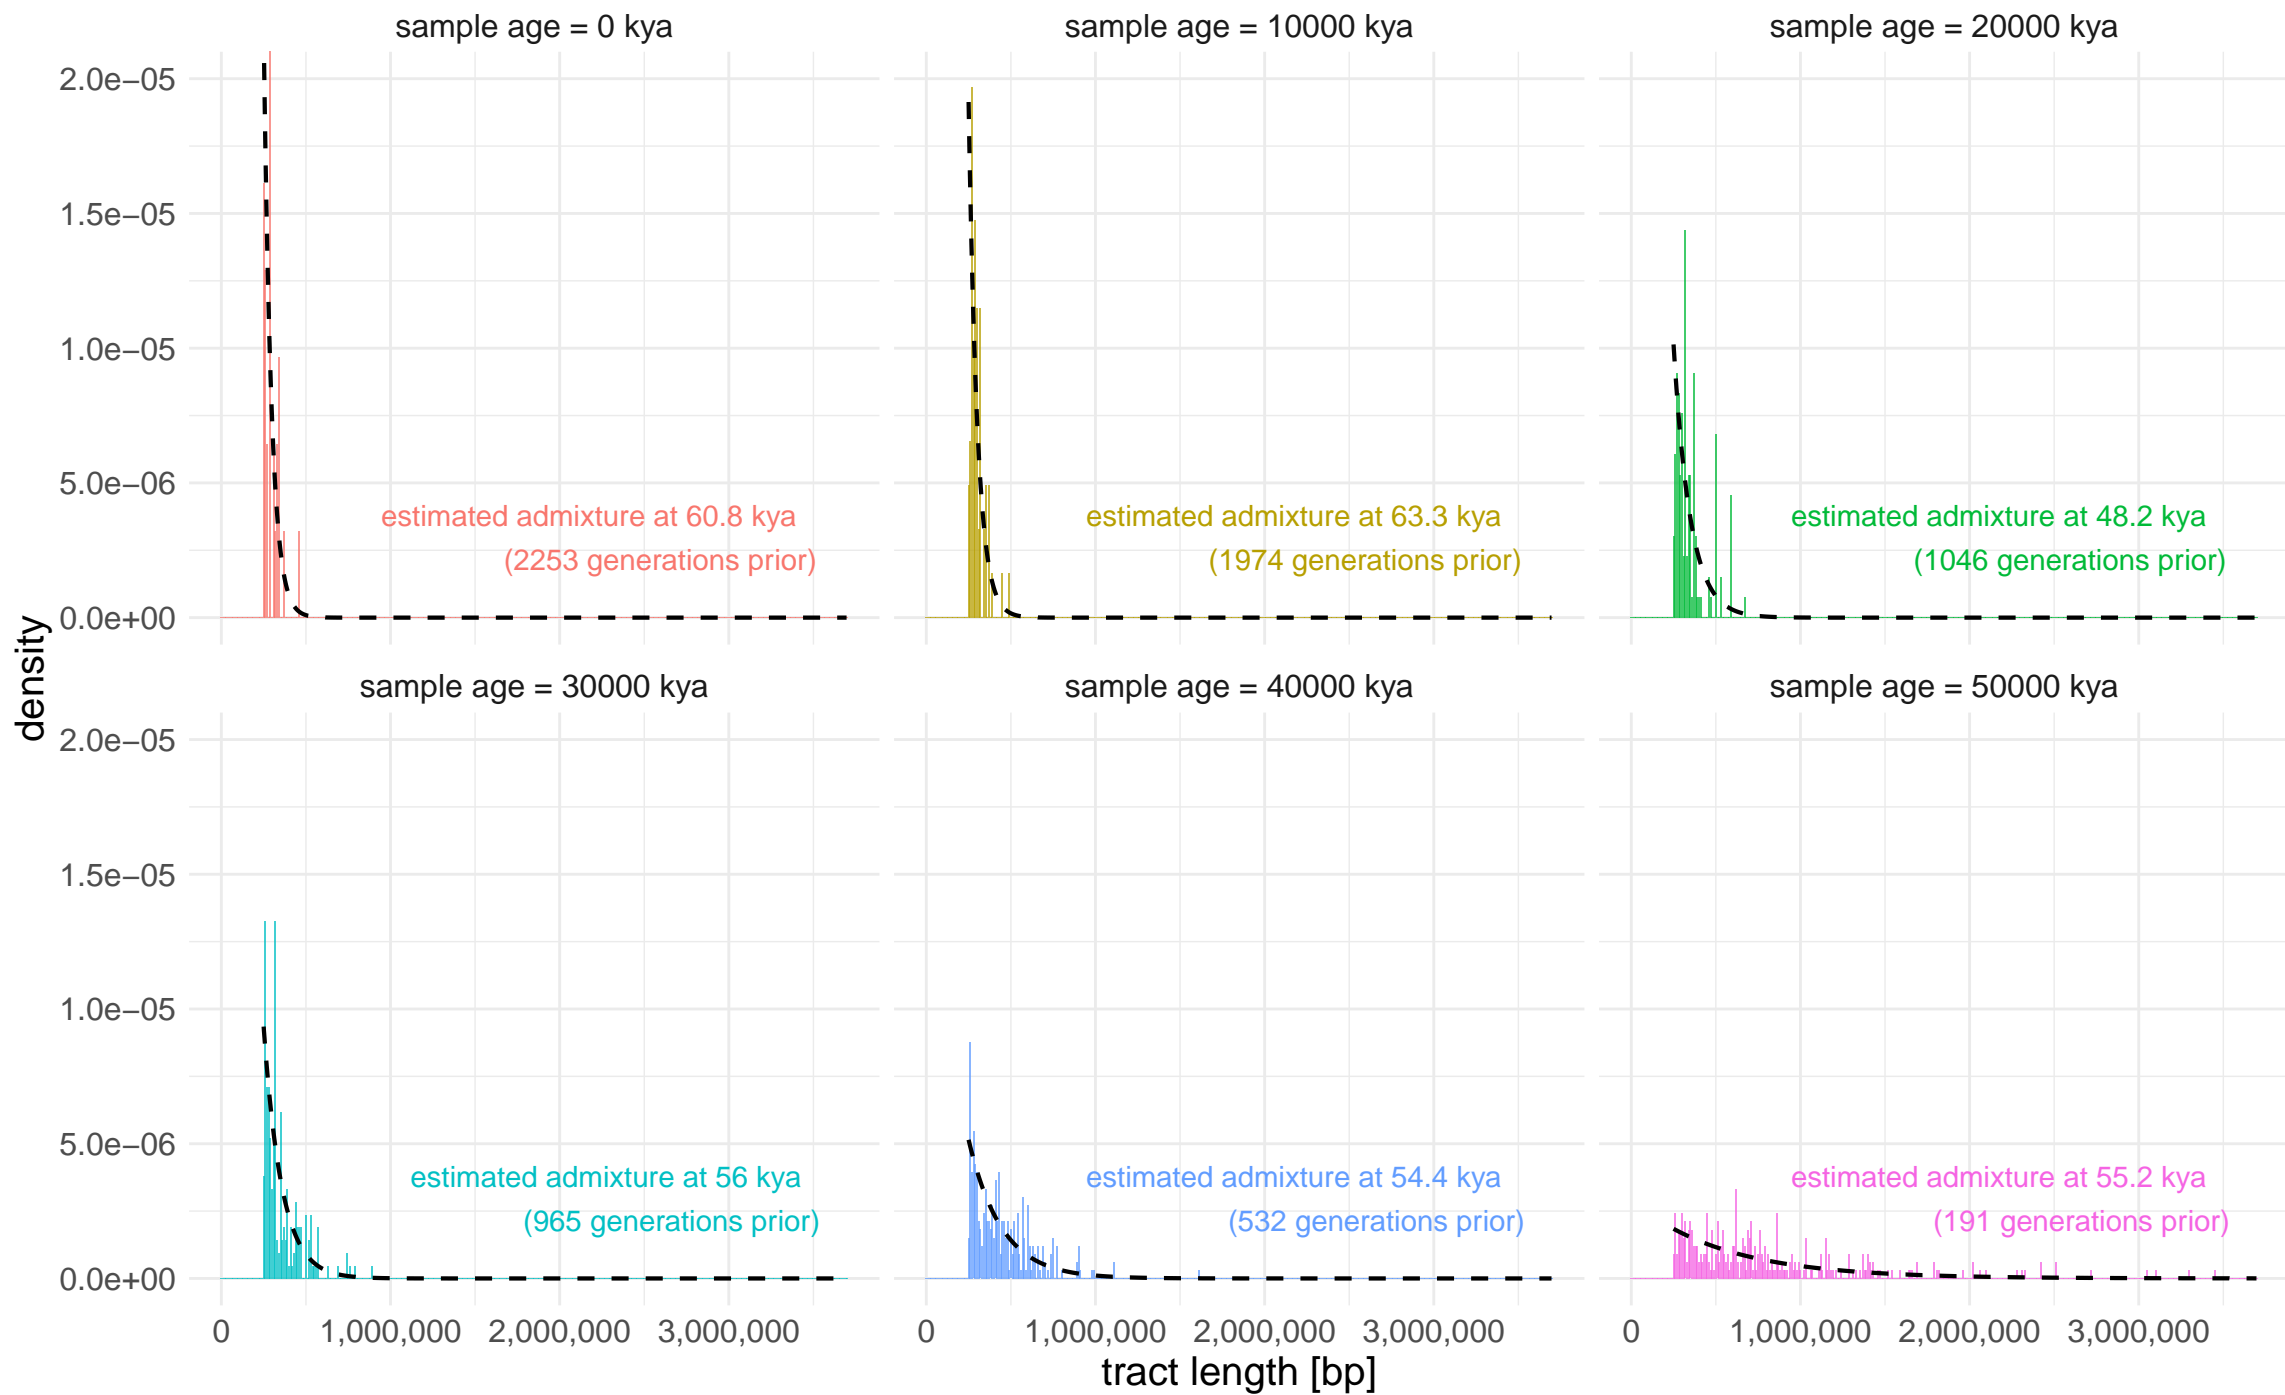 sample age = 0 kya
sample age = 10000 kya
sample age = 20000 kya
2.0e−05
1.5e−05
1.0e−05
5.0e−06
0.0e+00
estimated admixture at 60.8 kya
(2253 generations prior)
estimated admixture at 63.3 kya
(1974 generations prior)
estimated admixture at 48.2 kya
(1046 generations prior)
density
sample age = 30000 kya
sample age = 40000 kya
sample age = 50000 kya
2.0e−05
1.5e−05
1.0e−05
5.0e−06
0.0e+00
estimated admixture at 56 kya
(965 generations prior)
estimated admixture at 54.4 kya
(532 generations prior)
estimated admixture at 55.2 kya
(191 generations prior)
0 1,000,000 2,000,000 3,000,000
0 1,000,000 2,000,000 3,000,000
0 1,000,000 2,000,000 3,000,000
tract length [bp]